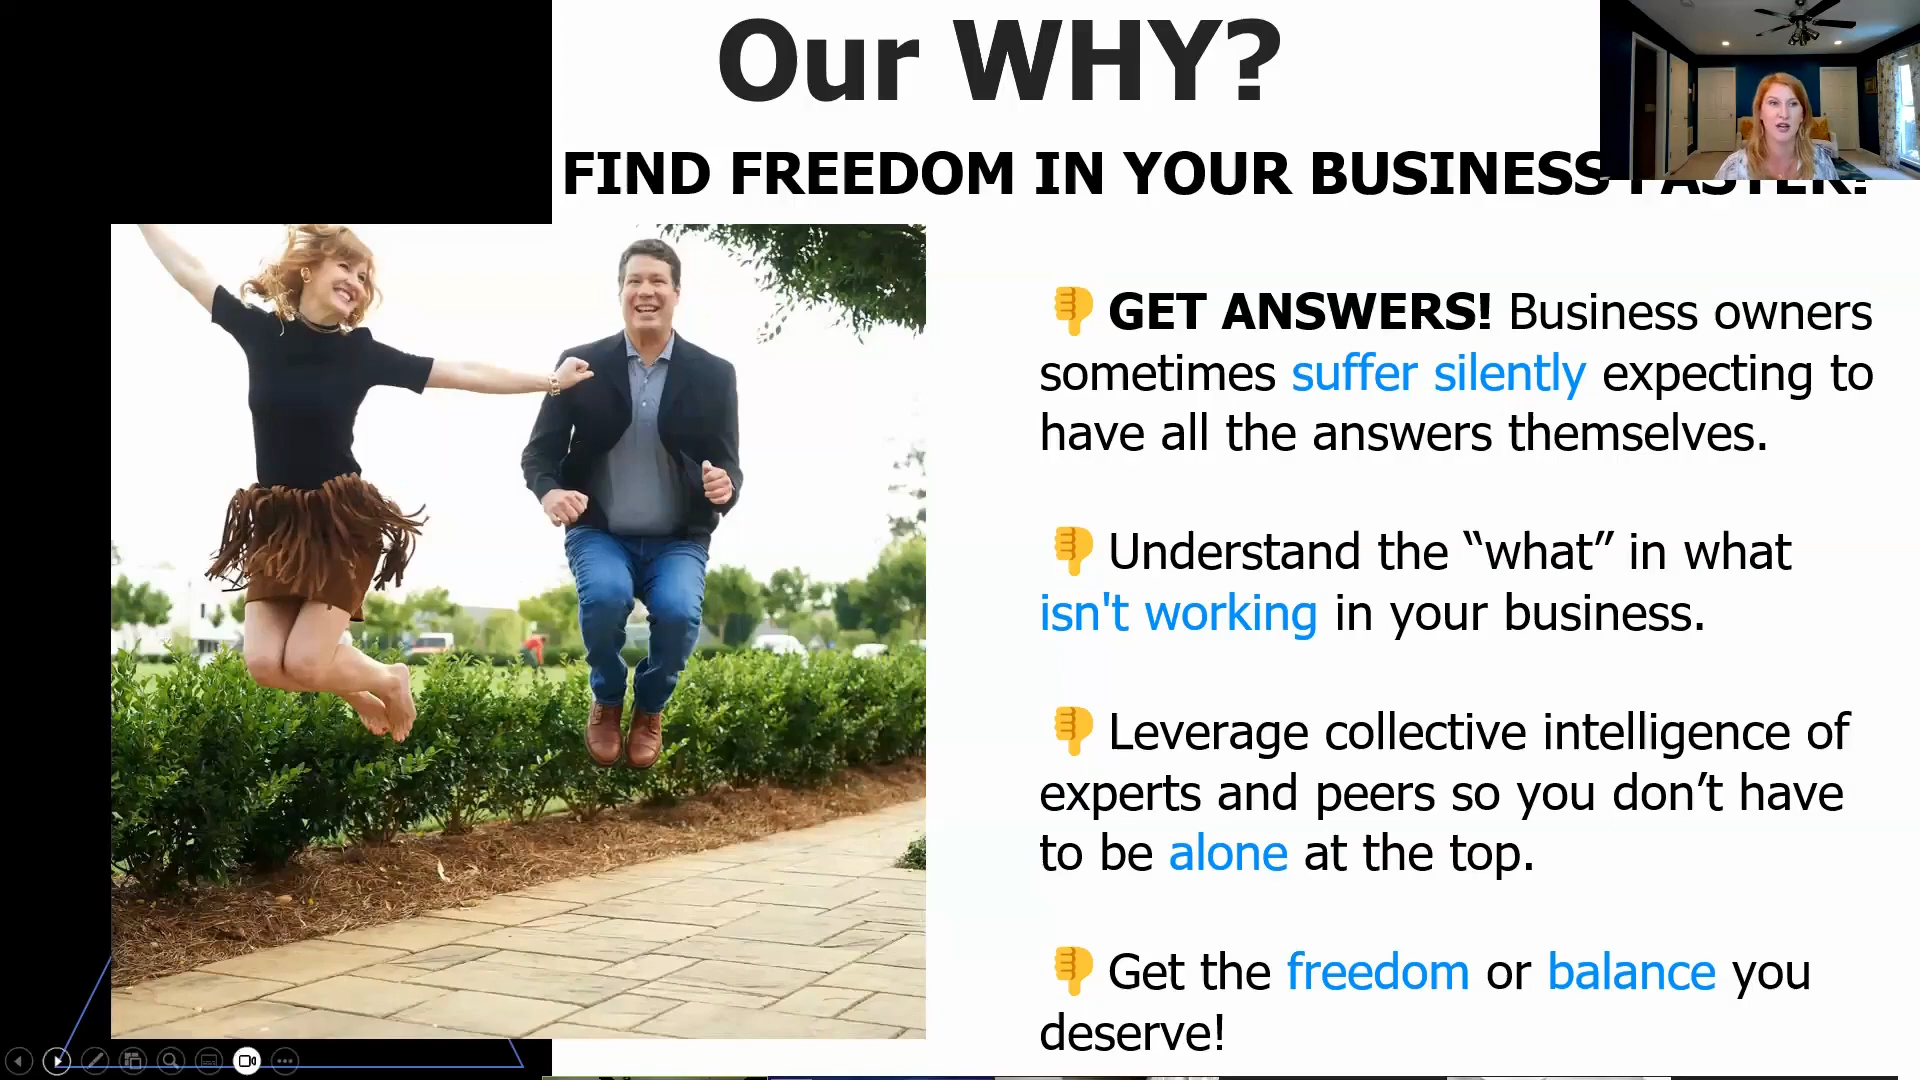 Our WHY?
FIND FREEDOM IN YOUR BUSINESS FASTER!
👎 GET ANSWERS! Business owners
sometimes suffer silently expecting to
have all the answers themselves.
👎 Understand the “what” in what
isn't working in your business.
👎 Leverage collective intelligence of
experts and peers so you don’t have
to be alone at the top.
👎 Get the freedom or balance you
deserve!